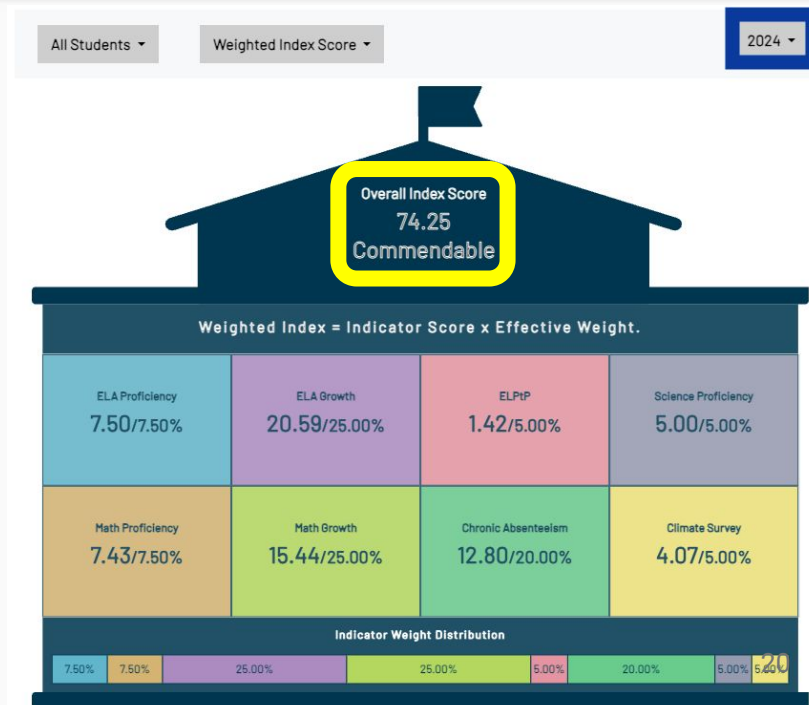 All Students
Weighted Index Score
2024
Overall Index Score
74.25
Commendable
Weighted Index = Indicator Score x Effective Weight.
ELA Proficiency
7.50/7.50%
ELA Growth
20.59/25.00%
ELPtP
1.42/5.00%
Science Proficiency
5.00/5.00%
Math Proficiency
7.43/7.50%
Math Growth
15.44/25.00%
Chronic Absenteeism
12.80/20.00%
Climate Survey
4.07/5.00%
Indicator Weight Distribution
7.50% 7.50% 25.00% 25.00% 5.00% 20.00% 5.00% 5.00%
20